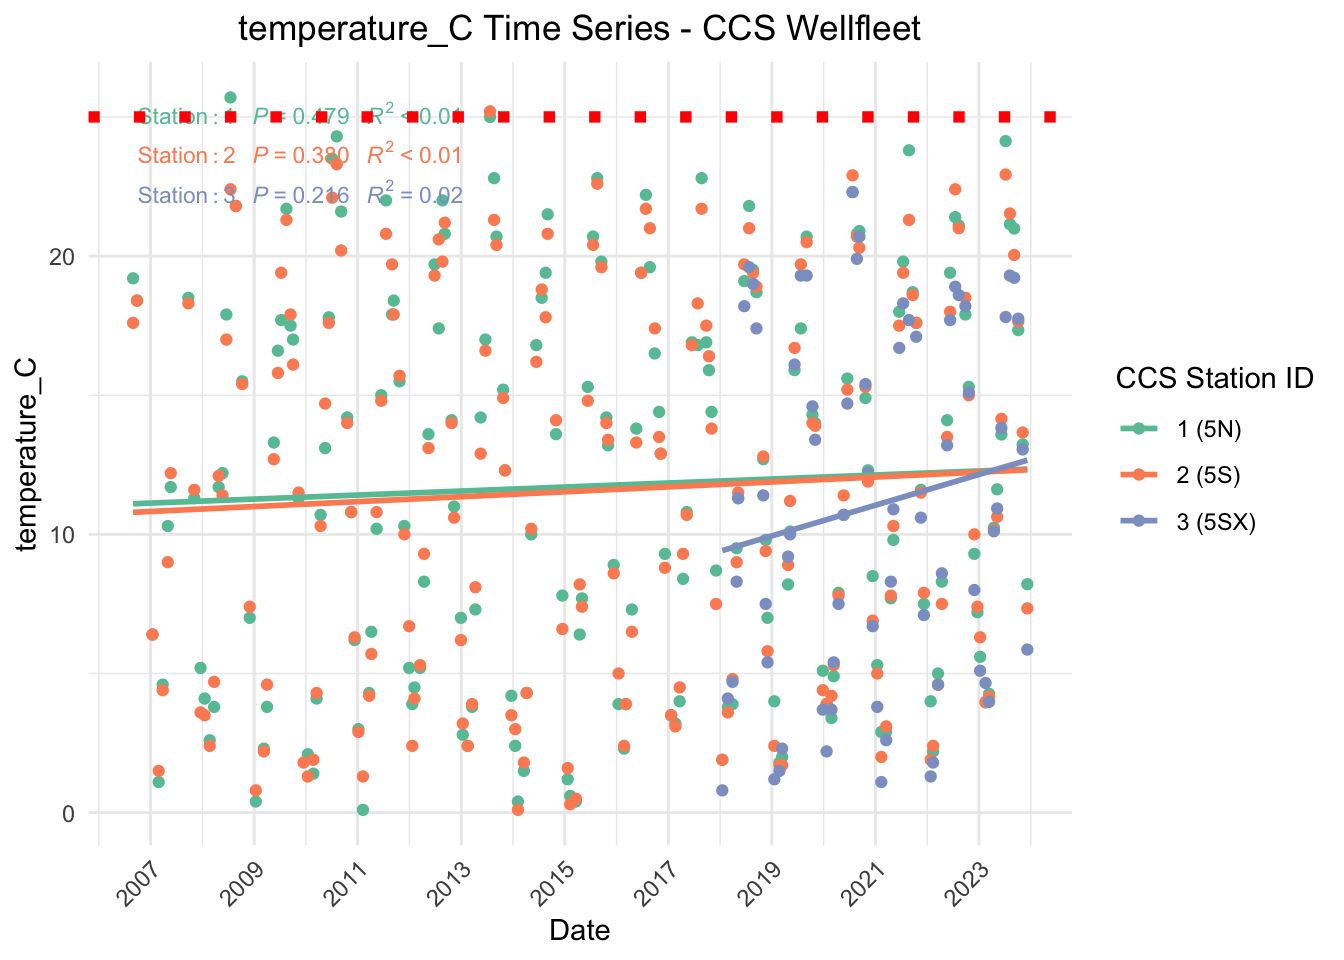 temperature_C Time Series - CCS Wellfleet
Station: 1 P = 0.479 R² < 0.01
Station: 2 P = 0.380 R² < 0.01
Station: 3 P = 0.216 R² = 0.02
20
10
0
temperature_C
2007 2009 2011 2013 2015 2017 2019 2021 2023
Date
CCS Station ID
1 (5N)
2 (5S)
3 (5SX)